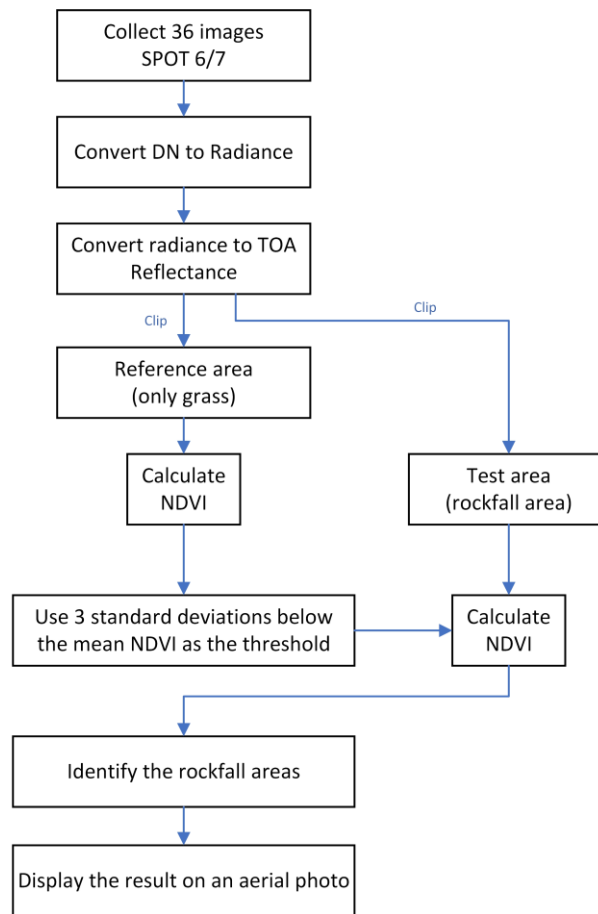 Collect 36 images
SPOT 6/7
Convert DN to Radiance
Convert radiance to TOA
Reflectance
Clip
Clip
Reference area
(only grass)
Calculate
NDVI
Test area
(rockfall area)
Use 3 standard deviations below
the mean NDVI as the threshold
Calculate
NDVI
Identify the rockfall areas
Display the result on an aerial photo